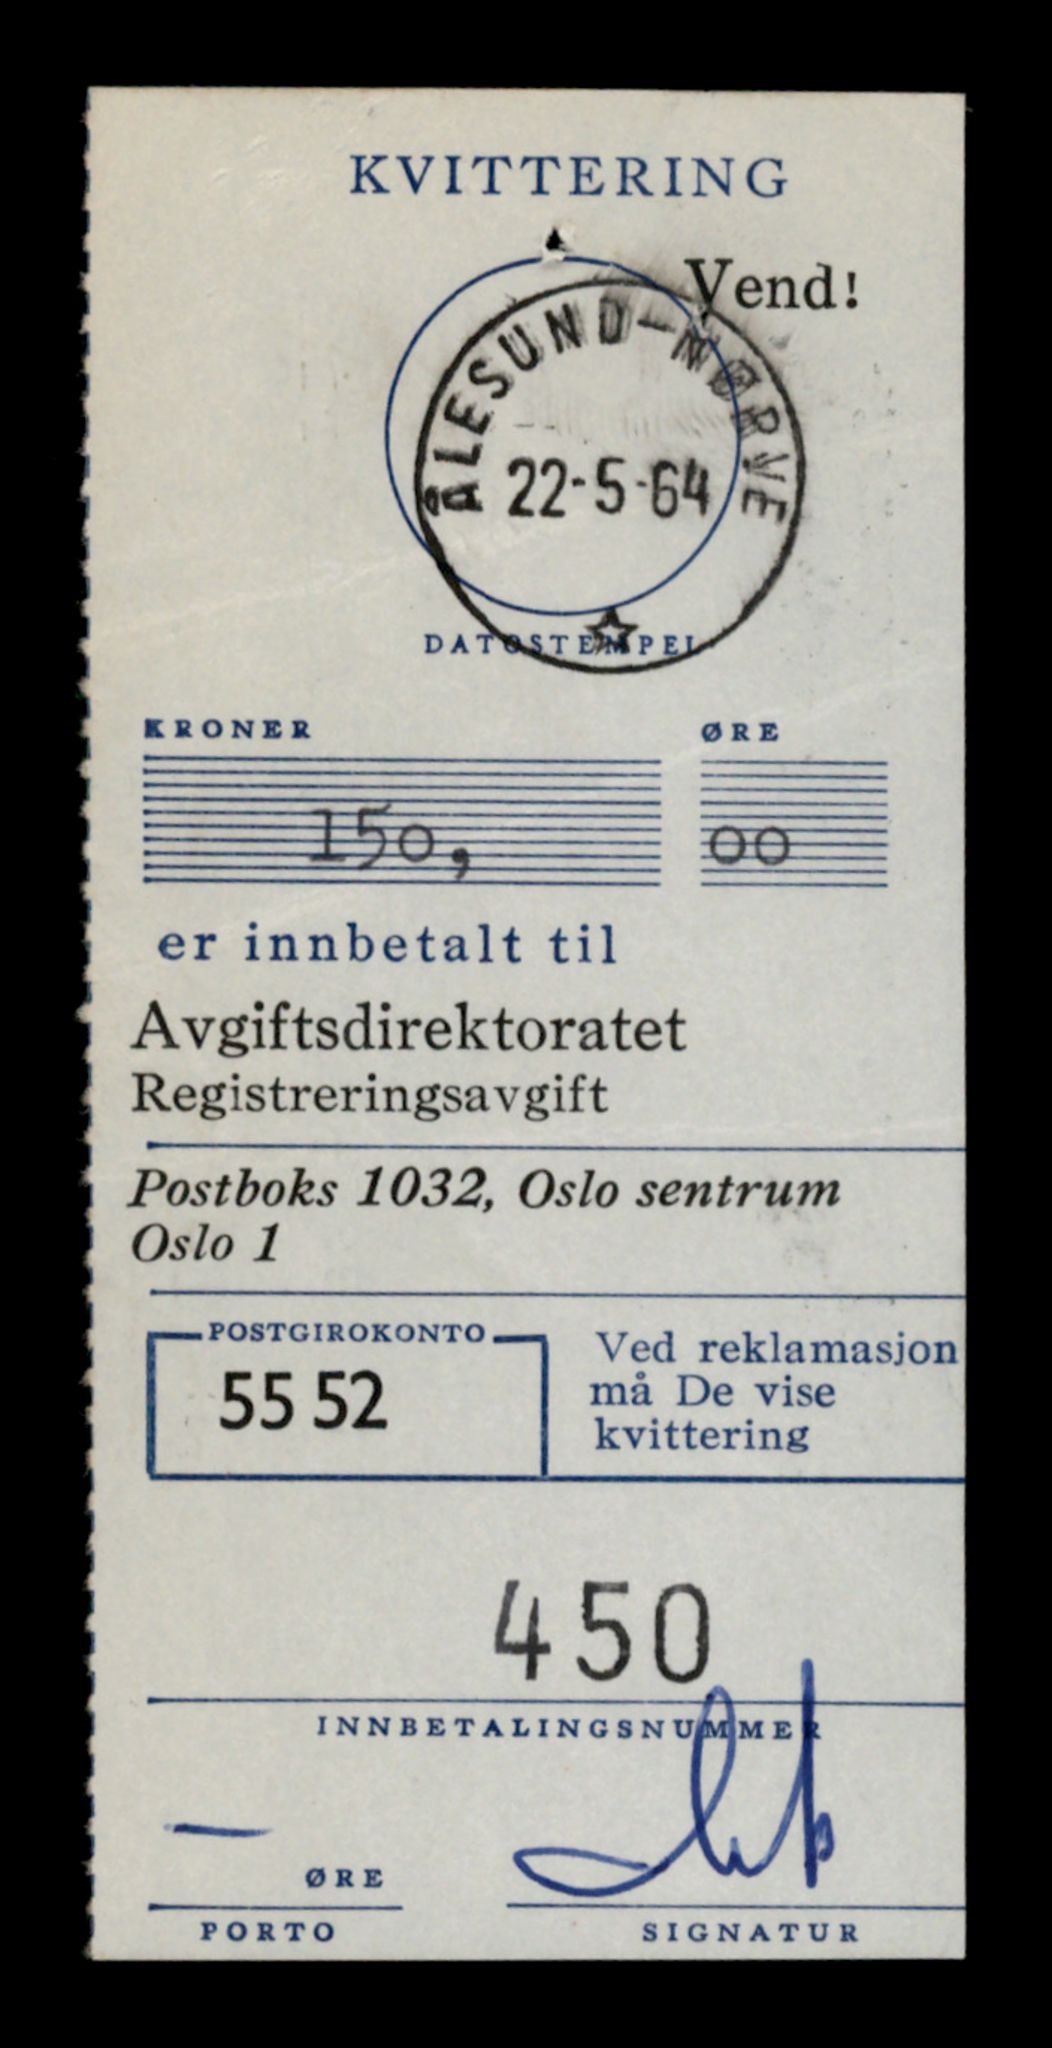 KVITTERING
Vend!
ÅLESUND-NØRVE
22-5-64
DATOSTEMPEL
KRONER ØRE
150, 00
er innbetalt til
Avgiftsdirektoratet
Registreringsavgift
Postboks 1032, Oslo sentrum
Oslo 1
POSTGIROKONTO
55 52
Ved reklamasjon
må De vise
kvittering
450
INNBETALINGSNUMMER
— ØRE
PORTO
SIGNATUR